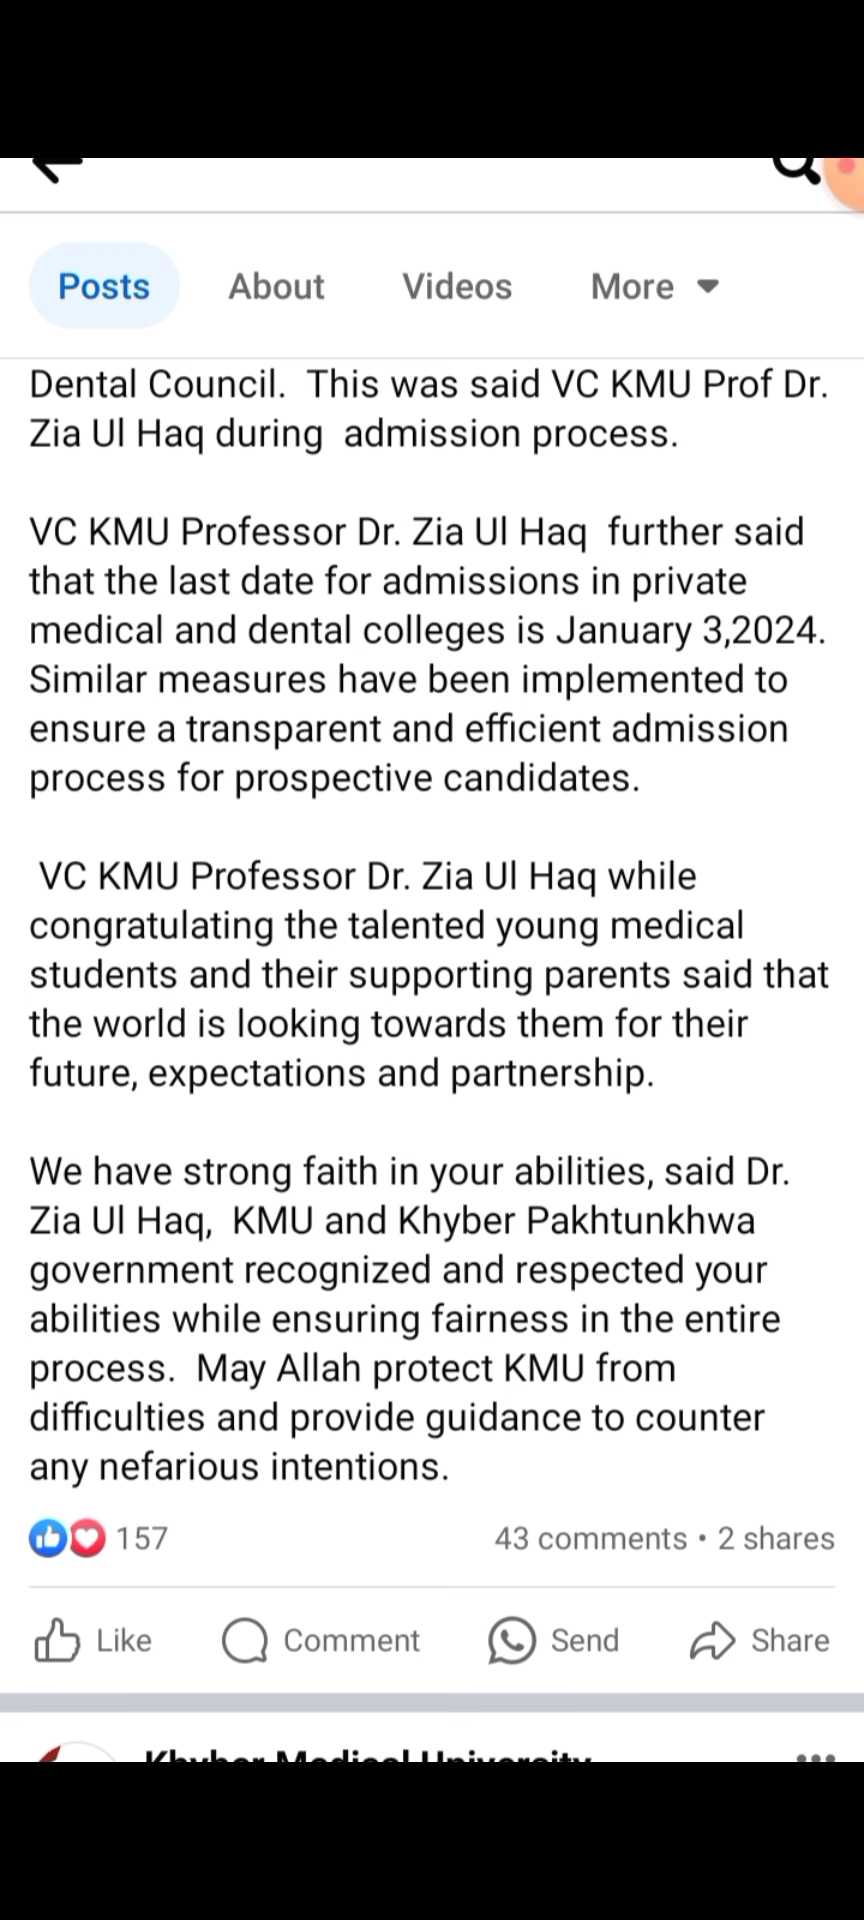 Posts About Videos More
Dental Council.  This was said VC KMU Prof Dr.
Zia Ul Haq during  admission process.
VC KMU Professor Dr. Zia Ul Haq  further said
that the last date for admissions in private
medical and dental colleges is January 3,2024.
Similar measures have been implemented to
ensure a transparent and efficient admission
process for prospective candidates.
VC KMU Professor Dr. Zia Ul Haq while
congratulating the talented young medical
students and their supporting parents said that
the world is looking towards them for their
future, expectations and partnership.
We have strong faith in your abilities, said Dr.
Zia Ul Haq,  KMU and Khyber Pakhtunkhwa
government recognized and respected your
abilities while ensuring fairness in the entire
process.  May Allah protect KMU from
difficulties and provide guidance to counter
any nefarious intentions.
157 43 comments • 2 shares
Like Comment Send Share
Khyber Medical University